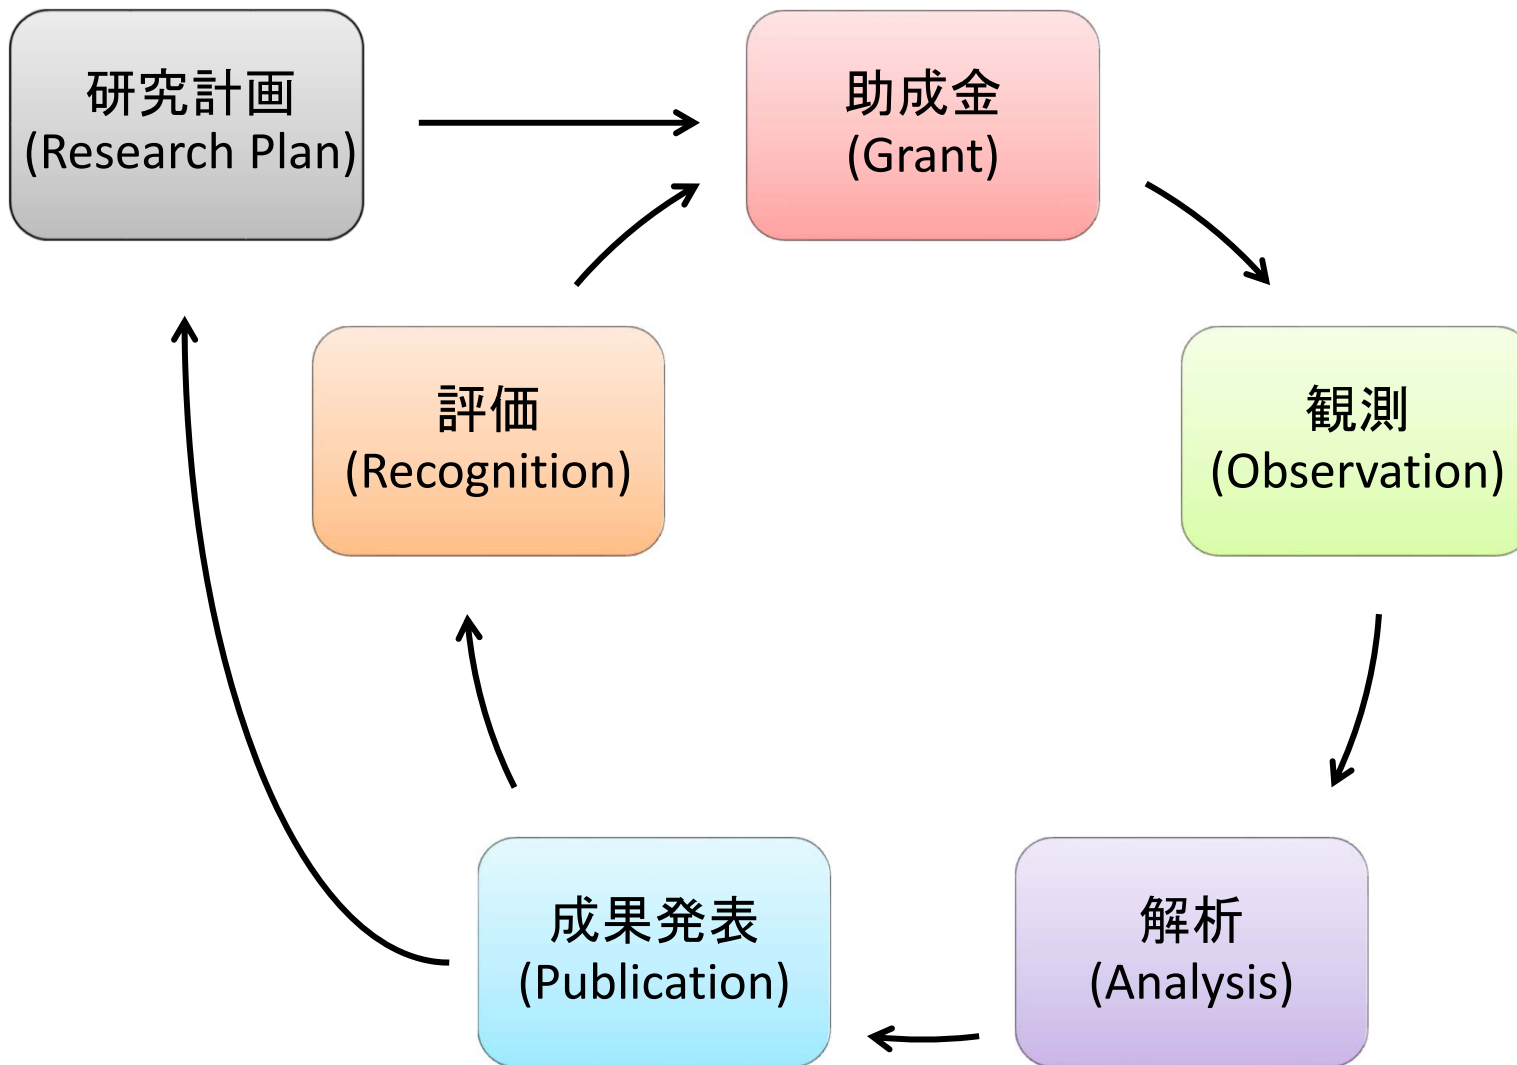 研究計画
(Research Plan)
助成金
(Grant)
評価
(Recognition)
観測
(Observation)
成果発表
(Publication)
解析
(Analysis)